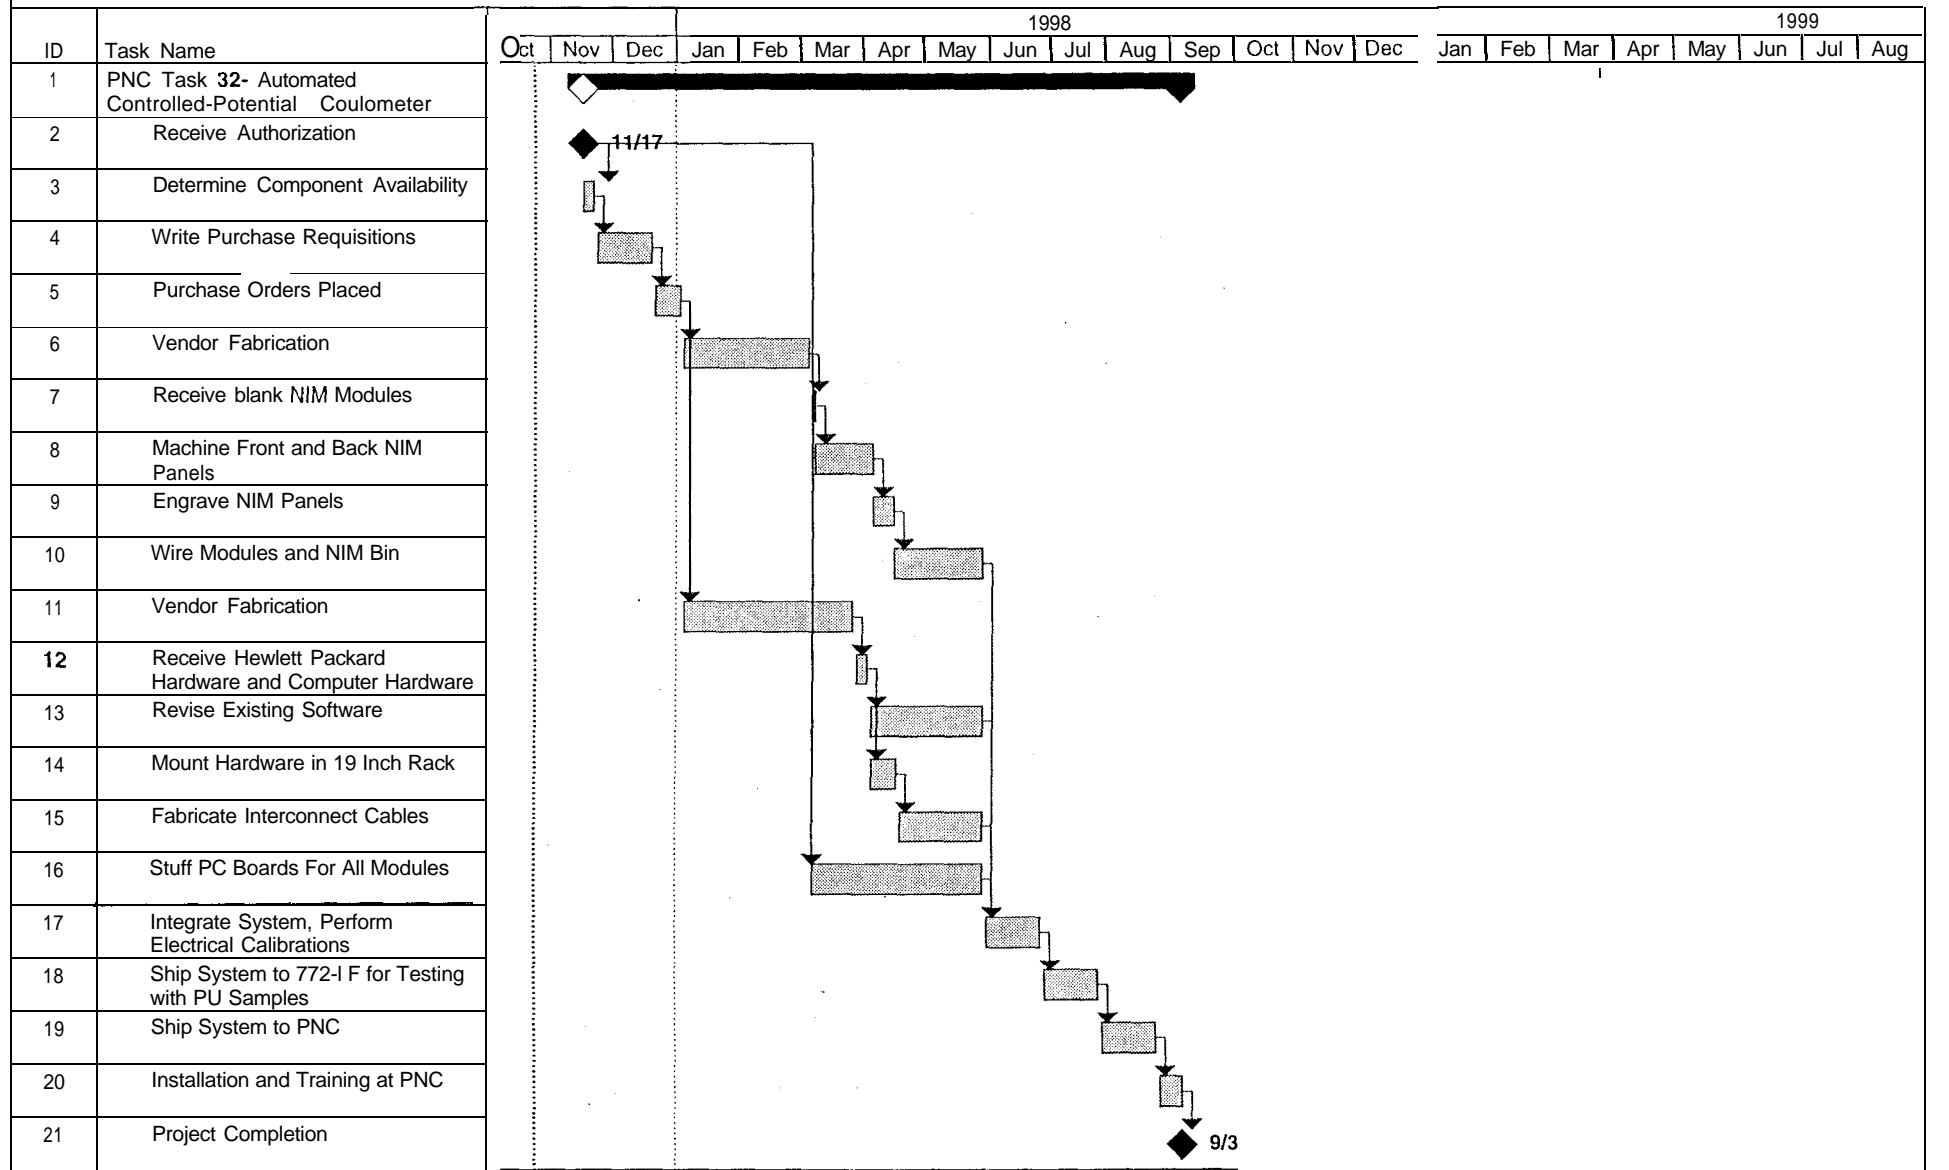 1998 1999
ID Task Name Oct Nov Dec Jan Feb Mar Apr May Jun Jul Aug Sep Oct Nov Dec Jan Feb Mar Apr May Jun Jul Aug
1 PNC Task 32- Automated
Controlled-Potential Coulometer
2 Receive Authorization 11/17
3 Determine Component Availability
4 Write Purchase Requisitions
5 Purchase Orders Placed
6 Vendor Fabrication
7 Receive blank NIM Modules
8 Machine Front and Back NIM
Panels
9 Engrave NIM Panels
10 Wire Modules and NIM Bin
11 Vendor Fabrication
12 Receive Hewlett Packard
Hardware and Computer Hardware
13 Revise Existing Software
14 Mount Hardware in 19 Inch Rack
15 Fabricate Interconnect Cables
16 Stuff PC Boards For All Modules
17 Integrate System, Perform
Electrical Calibrations
18 Ship System to 772-I F for Testing
with PU Samples
19 Ship System to PNC
20 Installation and Training at PNC
21 Project Completion 9/3